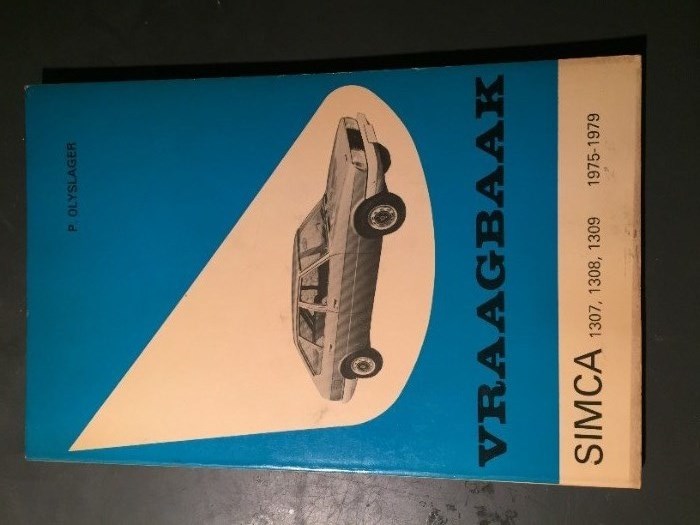 P. OLYSLAGER
VRAAGBAAK
SIMCA 1307, 1308, 1309 1975-1979